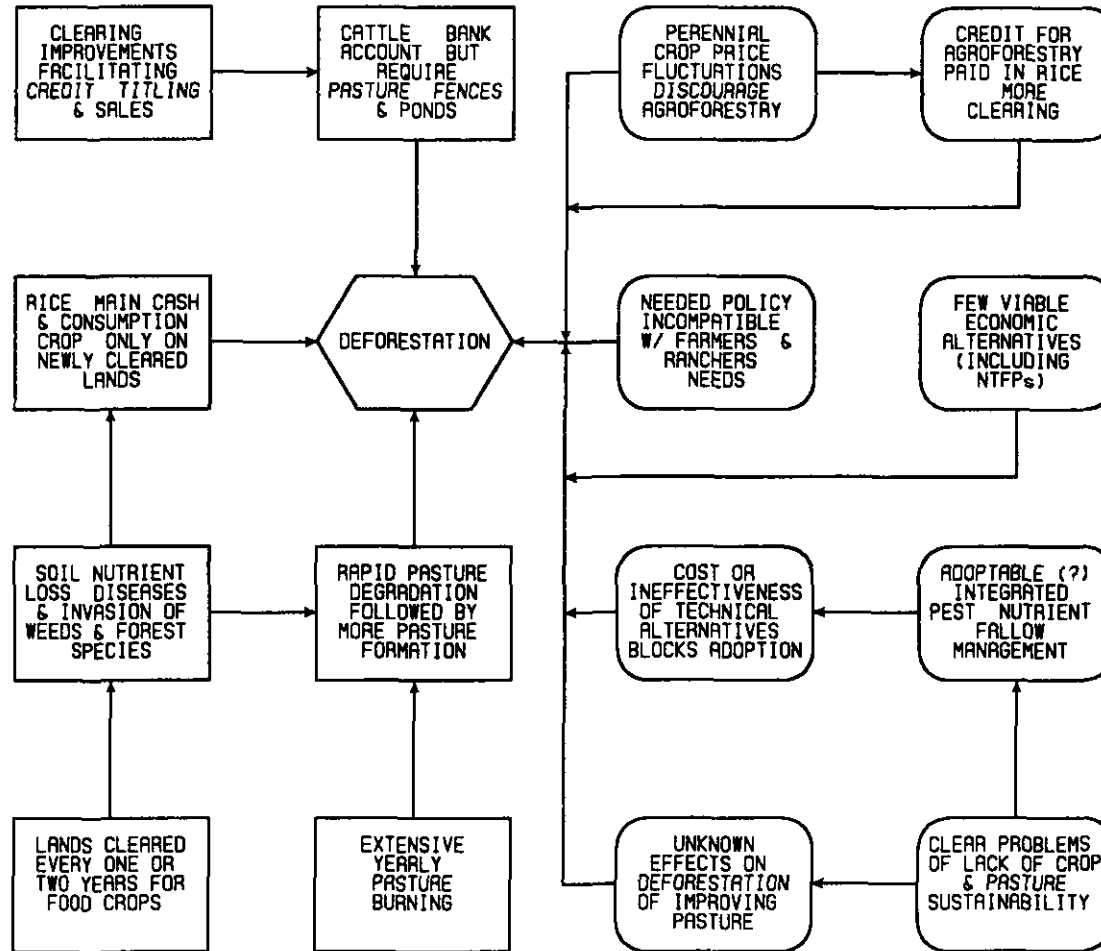 CLEARING
IMPROVEMENTS
FACILITATING
CREDIT TITLING
& SALES
CATTLE BANK
ACCOUNT BUT
REQUIRE
PASTURE FENCES
& PONDS
PERENNIAL
CROP PRICE
FLUCTUATIONS
DISCOURAGE
AGROFORESTRY
CREDIT FOR
AGROFORESTRY
PAID IN RICE
MORE
CLEARING
RICE MAIN CASH
& CONSUMPTION
CROP ONLY ON
NEWLY CLEARED
LANDS
DEFORESTATION
NEEDED POLICY
INCOMPATIBLE
W/ FARMERS &
RANCHERS
NEEDS
FEW VIABLE
ECONOMIC
ALTERNATIVES
(INCLUDING
NTFPs)
SOIL NUTRIENT
LOSS DISEASES
& INVASION OF
WEEDS & FOREST
SPECIES
RAPID PASTURE
DEGRADATION
FOLLOWED BY
MORE PASTURE
FORMATION
COST OR
INEFFECTIVENESS
OF TECHNICAL
ALTERNATIVES
BLOCKS ADOPTION
ADOPTABLE (?)
INTEGRATED
PEST NUTRIENT
FALLOW
MANAGEMENT
LANDS CLEARED
EVERY ONE OR
TWO YEARS FOR
FOOD CROPS
EXTENSIVE
YEARLY
PASTURE
BURNING
UNKNOWN
EFFECTS ON
DEFORESTATION
OF IMPROVING
PASTURE
CLEAR PROBLEMS
OF LACK OF CROP
& PASTURE
SUSTAINABILITY